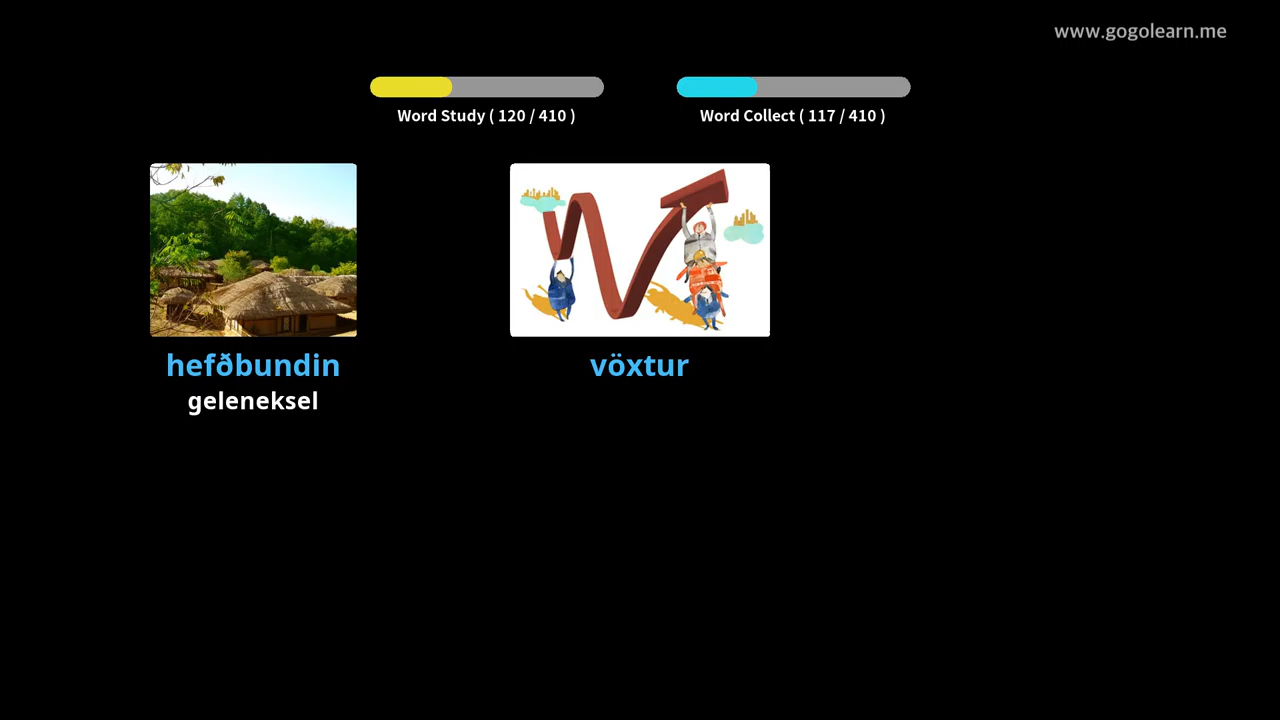 www.gogolearn.me
Word Study ( 120 / 410 )
Word Collect ( 117 / 410 )
hefðbundin
geleneksel
vöxtur